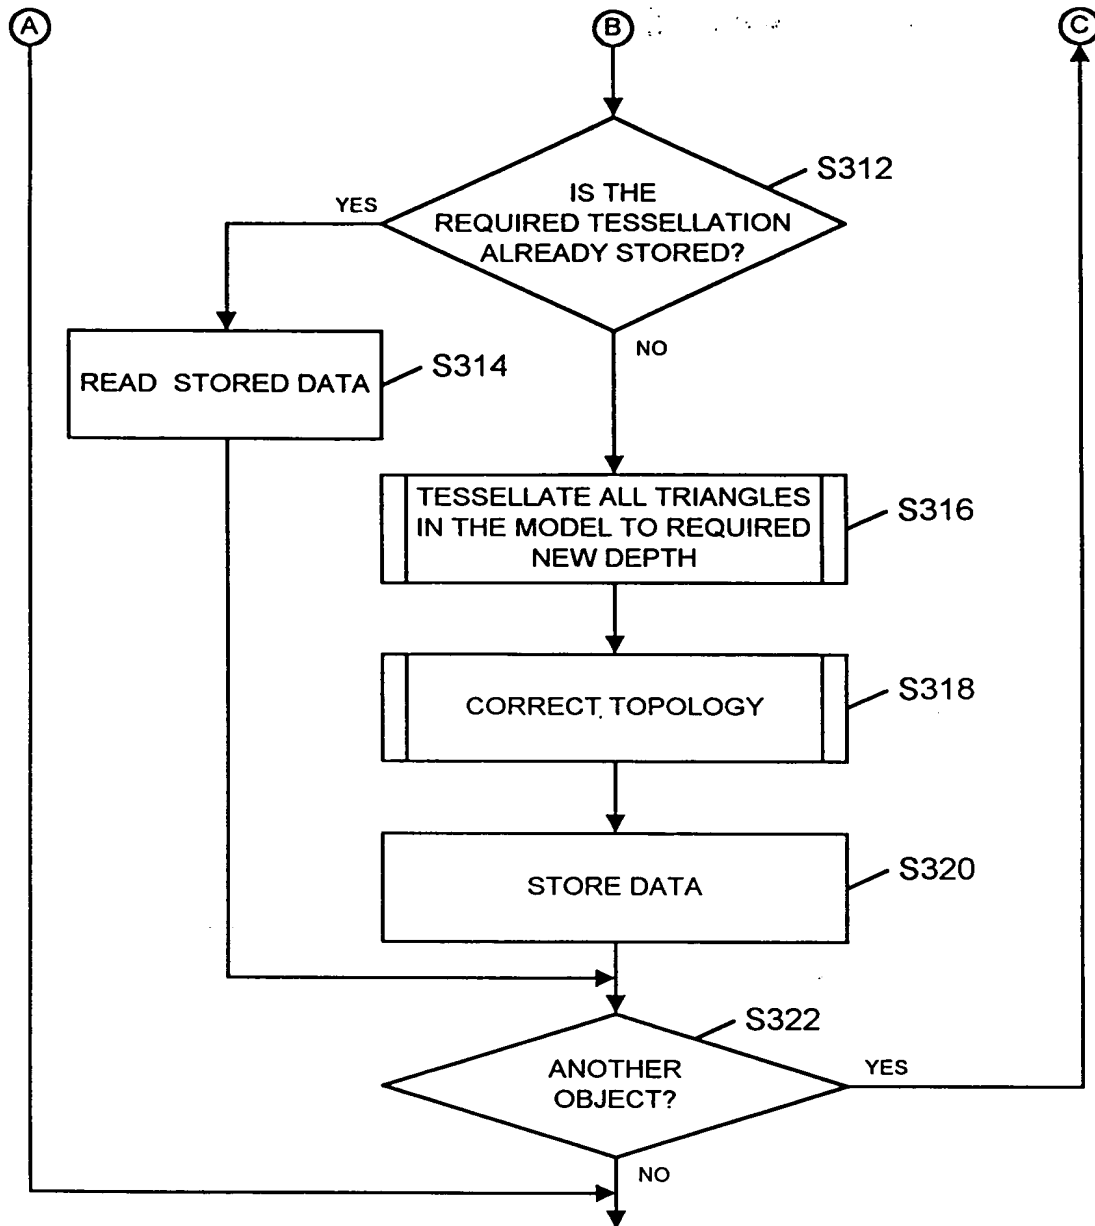 A
B
C
S312
IS THE
REQUIRED TESSELLATION
ALREADY STORED?
YES
NO
READ STORED DATA
S314
TESSELLATE ALL TRIANGLES
IN THE MODEL TO REQUIRED
NEW DEPTH
S316
CORRECT TOPOLOGY
S318
STORE DATA
S320
S322
ANOTHER
OBJECT?
YES
NO